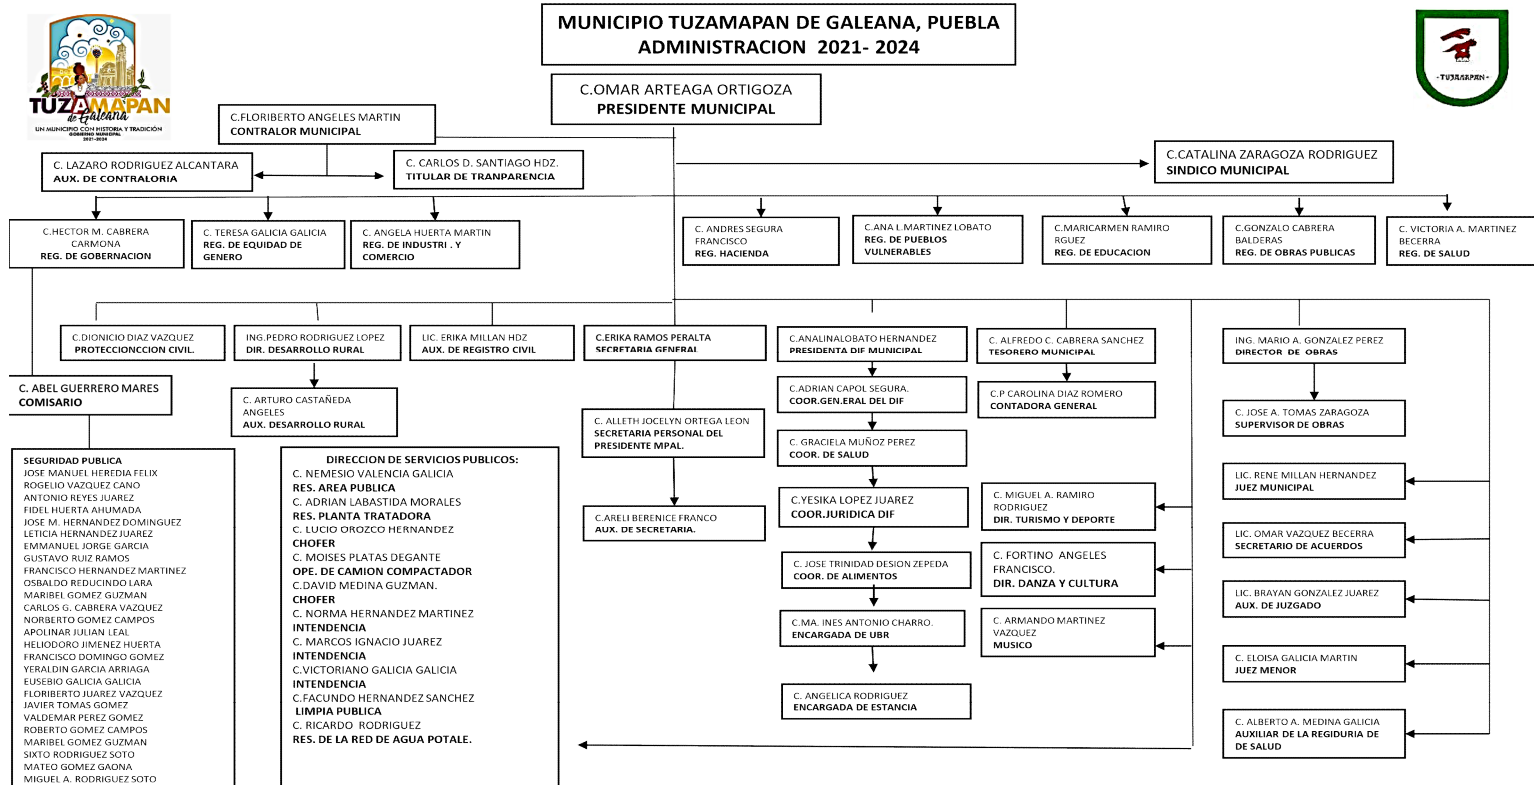 MUNICIPIO TUZAMAPAN DE GALEANA, PUEBLA
ADMINISTRACION 2021- 2024
TUZAMAPAN
de Galeana
UN MUNICIPIO CON HISTORIA Y TRADICIÓN
GOBIERNO MUNICIPAL
2021-2024
-TUZAMAPAN-
C.OMAR ARTEAGA ORTIGOZA
PRESIDENTE MUNICIPAL
C.FLORIBERTO ANGELES MARTIN
CONTRALOR MUNICIPAL
C. LAZARO RODRIGUEZ ALCANTARA
AUX. DE CONTRALORIA
C. CARLOS D. SANTIAGO HDZ.
TITULAR DE TRANPARENCIA
C.CATALINA ZARAGOZA RODRIGUEZ
SINDICO MUNICIPAL
C.HECTOR M. CABRERA
CARMONA
REG. DE GOBERNACION
C. TERESA GALICIA GALICIA
REG. DE EQUIDAD DE
GENERO
C. ANGELA HUERTA MARTIN
REG. DE INDUSTRI . Y
COMERCIO
C. ANDRES SEGURA
FRANCISCO
REG. HACIENDA
C.ANA L.MARTINEZ LOBATO
REG. DE PUEBLOS
VULNERABLES
C.MARICARMEN RAMIRO
RGUEZ
REG. DE EDUCACION
C.GONZALO CABRERA
BALDERAS
REG. DE OBRAS PUBLICAS
C. VICTORIA A. MARTINEZ
BECERRA
REG. DE SALUD
C.DIONICIO DIAZ VAZQUEZ
PROTECCIONCCION CIVIL.
ING.PEDRO RODRIGUEZ LOPEZ
DIR. DESARROLLO RURAL
LIC. ERIKA MILLAN HDZ
AUX. DE REGISTRO CIVIL
C.ERIKA RAMOS PERALTA
SECRETARIA GENERAL
C.ANALINALOBATO HERNANDEZ
PRESIDENTA DIF MUNICIPAL
C. ALFREDO C. CABRERA SANCHEZ
TESORERO MUNICIPAL
ING. MARIO A. GONZALEZ PEREZ
DIRECTOR DE OBRAS
C. ABEL GUERRERO MARES
COMISARIO
C. ARTURO CASTAÑEDA
ANGELES
AUX. DESARROLLO RURAL
C. ALLETH JOCELYN ORTEGA LEON
SECRETARIA PERSONAL DEL
PRESIDENTE MPAL.
C.ARELI BERENICE FRANCO
AUX. DE SECRETARIA.
C.ADRIAN CAPOL SEGURA.
COOR.GEN.ERAL DEL DIF
C. GRACIELA MUÑOZ PEREZ
COOR. DE SALUD
C.YESIKA LOPEZ JUAREZ
COOR.JURIDICA DIF
C. JOSE TRINIDAD DESION ZEPEDA
COOR. DE ALIMENTOS
C.MA. INES ANTONIO CHARRO.
ENCARGADA DE UBR
C. ANGELICA RODRIGUEZ
ENCARGADA DE ESTANCIA
C.P CAROLINA DIAZ ROMERO
CONTADORA GENERAL
C. MIGUEL A. RAMIRO
RODRIGUEZ
DIR. TURISMO Y DEPORTE
C. FORTINO ANGELES
FRANCISCO.
DIR. DANZA Y CULTURA
C. ARMANDO MARTINEZ
VAZQUEZ
MUSICO
C. JOSE A. TOMAS ZARAGOZA
SUPERVISOR DE OBRAS
LIC. RENE MILLAN HERNANDEZ
JUEZ MUNICIPAL
LIC. OMAR VAZQUEZ BECERRA
SECRETARIO DE ACUERDOS
LIC. BRAYAN GONZALEZ JUAREZ
AUX. DE JUZGADO
C. ELOISA GALICIA MARTIN
JUEZ MENOR
C. ALBERTO A. MEDINA GALICIA
AUXILIAR DE LA REGIDURIA DE
DE SALUD
SEGURIDAD PUBLICA
JOSE MANUEL HEREDIA FELIX
ROGELIO VAZQUEZ CANO
ANTONIO REYES JUAREZ
FIDEL HUERTA AHUMADA
JOSE M. HERNANDEZ DOMINGUEZ
LETICIA HERNANDEZ JUAREZ
EMMANUEL JORGE GARCIA
GUSTAVO RUIZ RAMOS
FRANCISCO HERNANDEZ MARTINEZ
OSBALDO REDUCINDO LARA
MARIBEL GOMEZ GUZMAN
CARLOS G. CABRERA VAZQUEZ
NORBERTO GOMEZ CAMPOS
APOLINAR JULIAN LEAL
HELIODORO JIMENEZ HUERTA
FRANCISCO DOMINGO GOMEZ
YERALDIN GARCIA ARRIAGA
EUSEBIO GALICIA GALICIA
FLORIBERTO JUAREZ VAZQUEZ
JAVIER TOMAS GOMEZ
VALDEMAR PEREZ GOMEZ
ROBERTO GOMEZ CAMPOS
MARIBEL GOMEZ GUZMAN
SIXTO RODRIGUEZ SOTO
MATEO GOMEZ GAONA
MIGUEL A. RODRIGUEZ SOTO
DIRECCION DE SERVICIOS PUBLICOS:
C. NEMESIO VALENCIA GALICIA
RES. AREA PUBLICA
C. ADRIAN LABASTIDA MORALES
RES. PLANTA TRATADORA
C. LUCIO OROZCO HERNANDEZ
CHOFER
C. MOISES PLATAS DEGANTE
OPE. DE CAMION COMPACTADOR
C.DAVID MEDINA GUZMAN.
CHOFER
C. NORMA HERNANDEZ MARTINEZ
INTENDENCIA
C. MARCOS IGNACIO JUAREZ
INTENDENCIA
C.VICTORIANO GALICIA GALICIA
INTENDENCIA
C.FACUNDO HERNANDEZ SANCHEZ
LIMPIA PUBLICA
C. RICARDO RODRIGUEZ
RES. DE LA RED DE AGUA POTALE.